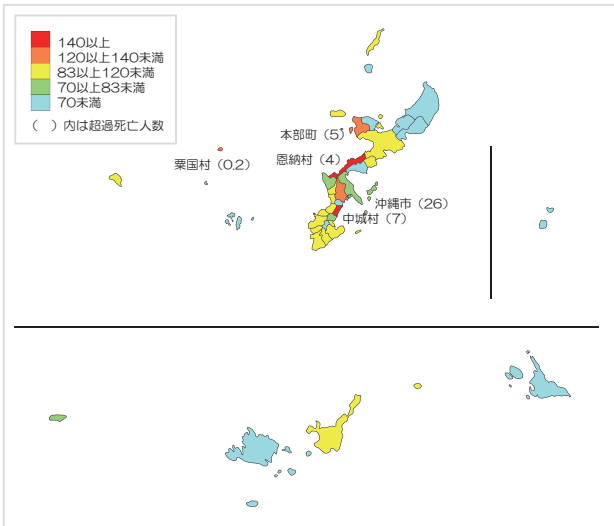 140以上
120以上140未満
83以上120未満
70以上83未満
70未満
（　）内は超過死亡人数
本部町（5）
恩納村（4）
粟国村（0.2）
沖縄市（26）
中城村（7）